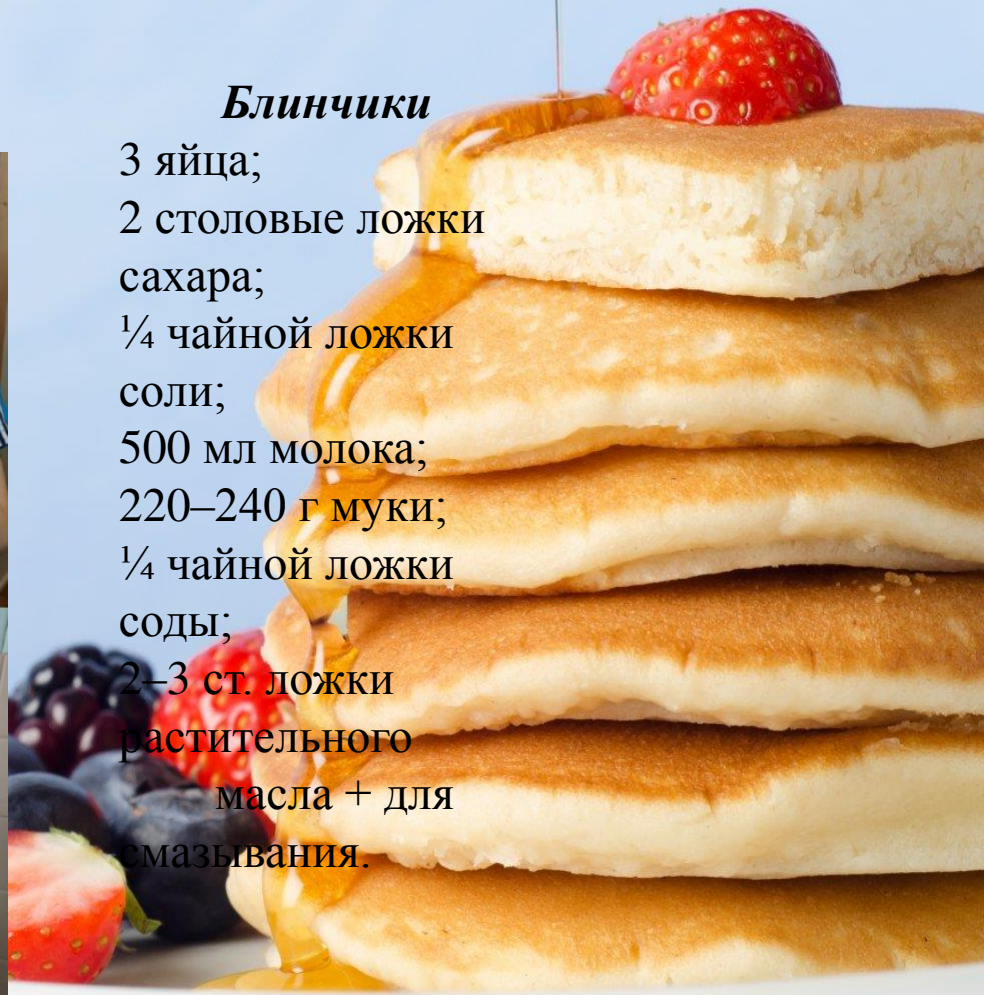 Блинчики
3 яйца;
2 столовые ложки
сахара;
¼ чайной ложки
соли;
500 мл молока;
220–240 г муки;
¼ чайной ложки
соды;
2–3 ст. ложки
растительного
масла + для
смазывания.